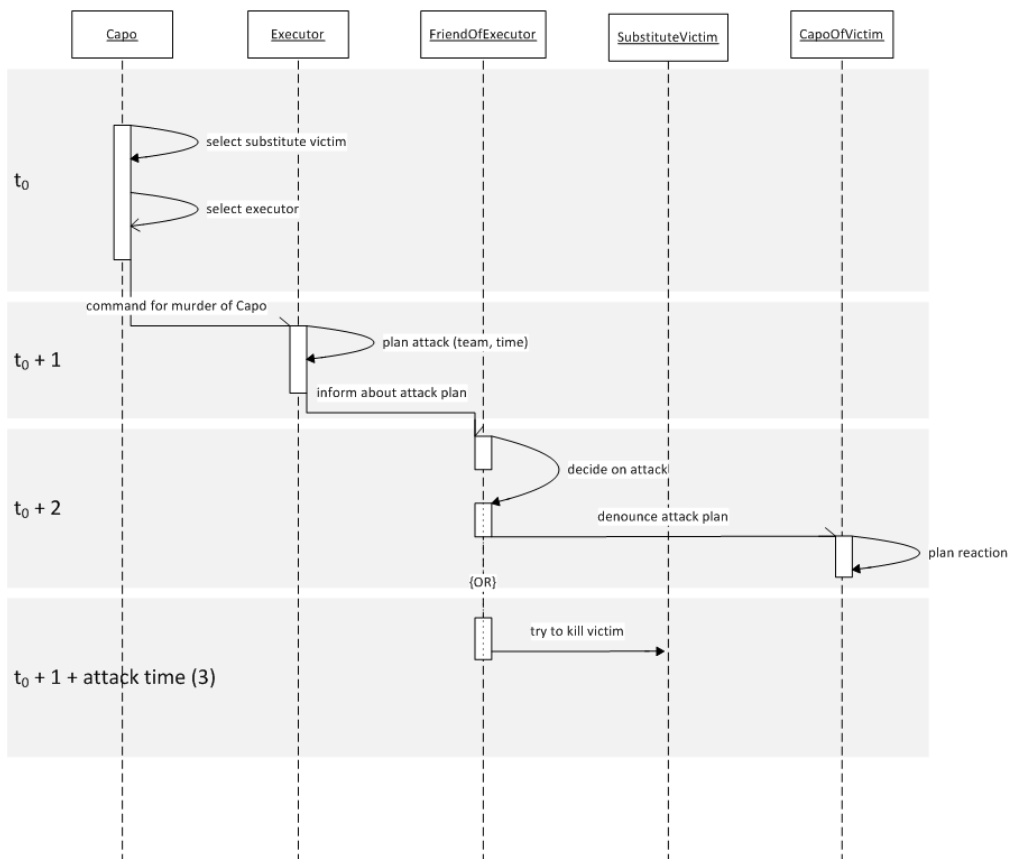 Capo
Executor
FriendOfExecutor
SubstituteVictim
CapoOfVictim
select substitute victim
t₀
select executor
command for murder of Capo
plan attack (team, time)
t₀ + 1
inform about attack plan
decide on attack
t₀ + 2
denounce attack plan
plan reaction
{OR}
try to kill victim
t₀ + 1 + attack time (3)